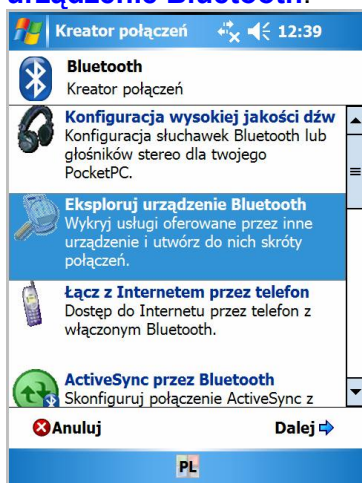 urządzenie Bluetooth.
Kreator połączeń 12:39
Bluetooth
Kreator połączeń
Konfiguracja wysokiej jakości dźw
Konfiguracja słuchawek Bluetooth lub
głośników stereo dla twojego
PocketPC.
Eksploruj urządzenie Bluetooth
Wykryj usługi oferowane przez inne
urządzenie i utwórz do nich skróty
połączeń.
Łącz z Internetem przez telefon
Dostęp do Internetu przez telefon z
włączonym Bluetooth.
ActiveSync przez Bluetooth
Skonfiguruj połączenie ActiveSync z
Anuluj Dalej
PL